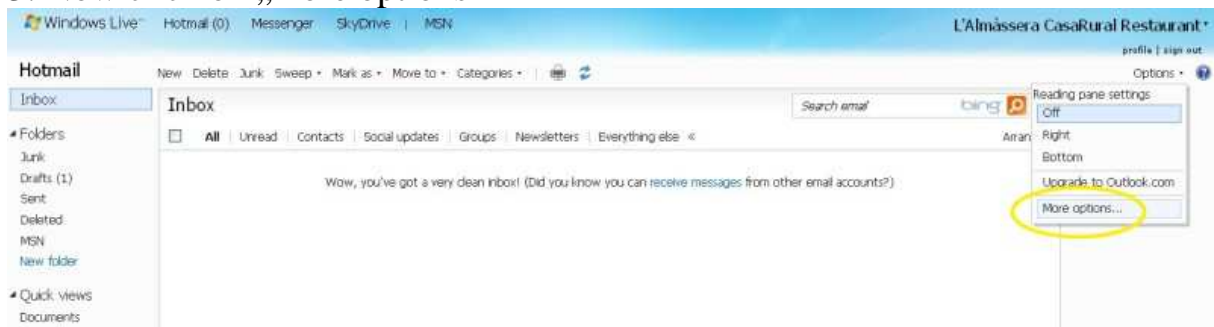 Windows Live™ Hotmail (0) Messenger SkyDrive | MSN L'Almàssera CasaRural Restaurant
profile | sign out
Hotmail New Delete Junk Sweep Mark as Move to Categories Options
Inbox Inbox Search email bing Reading pane settings
Off
Folders All Unread Contacts Social updates Groups Newsletters Everything else « Arran Right
Junk Bottom
Drafts (1) Wow, you've got a very clean inbox! (Did you know you can receive messages from other email accounts?) Upgrade to Outlook.com
Sent
Deleted More options...
MSN
New folder
Quick views
Documents